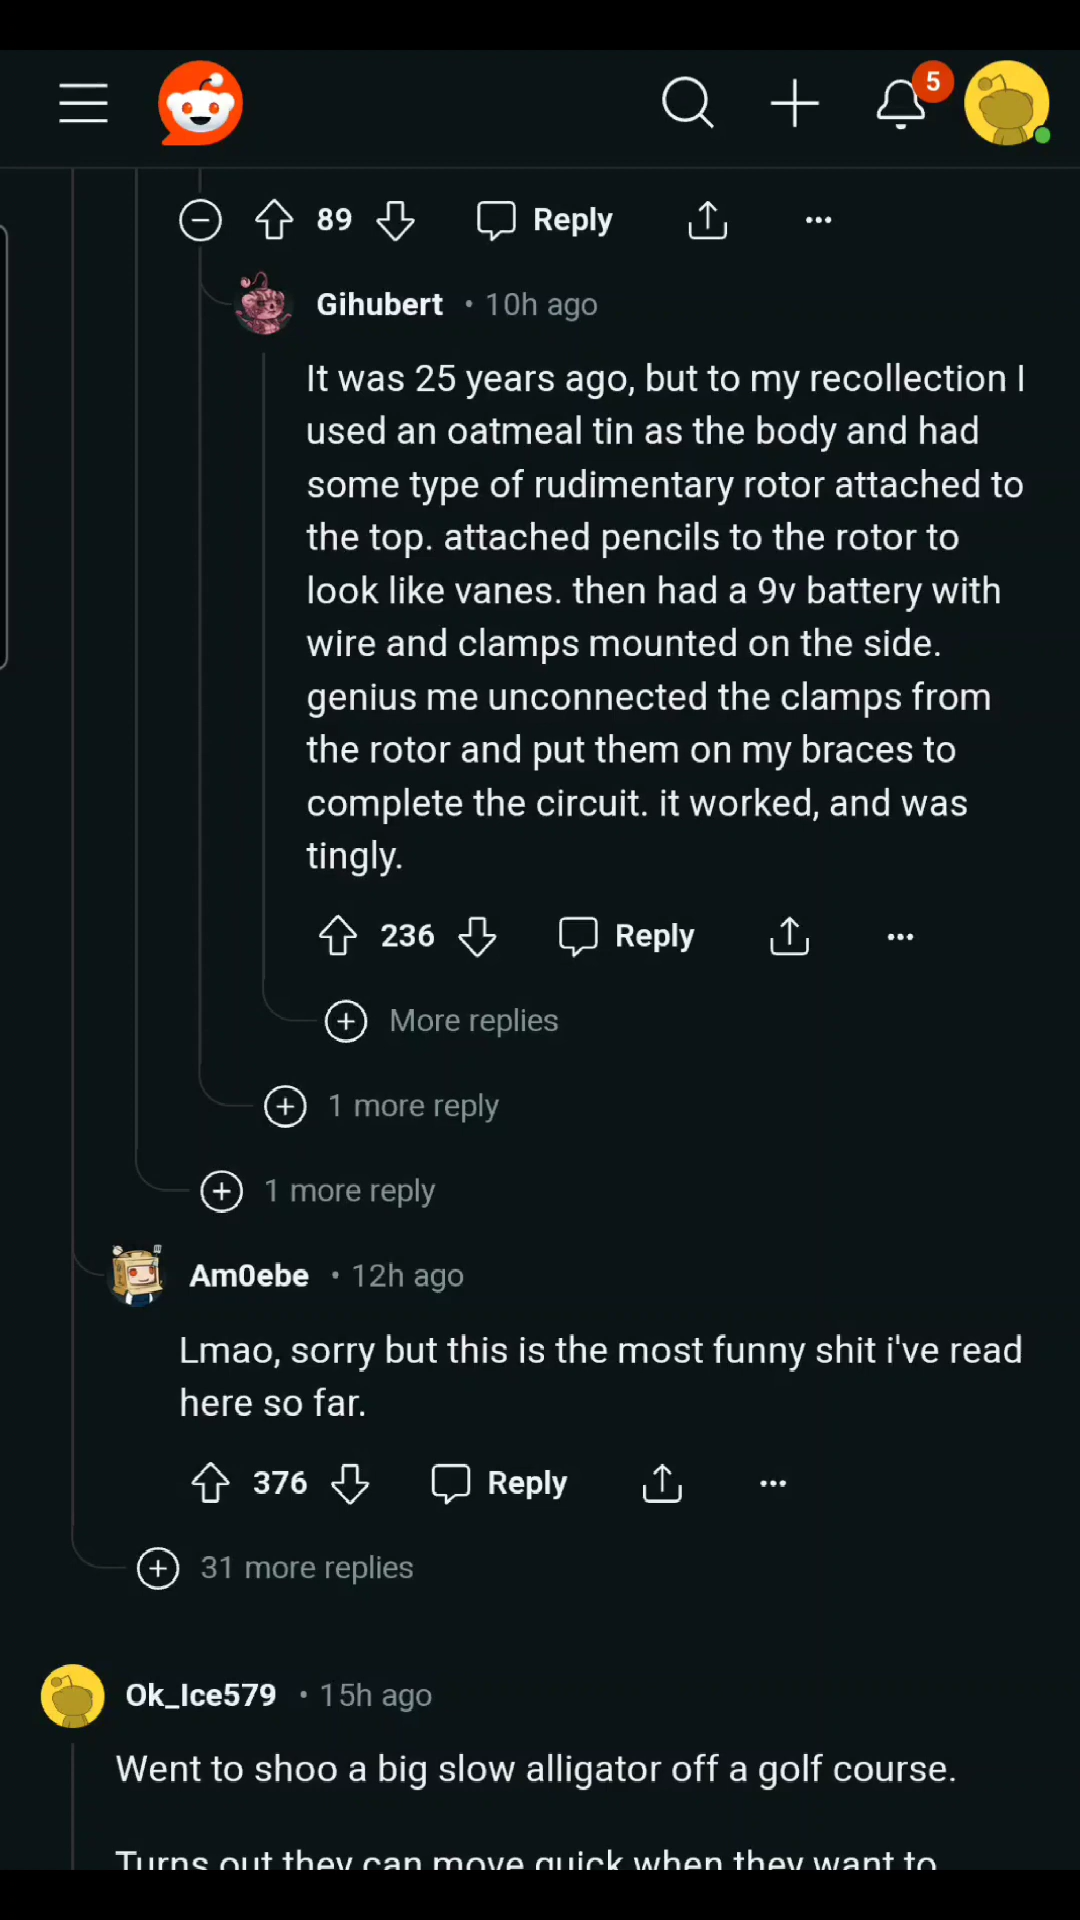 5
89
Reply
Gihubert • 10h ago
It was 25 years ago, but to my recollection I
used an oatmeal tin as the body and had
some type of rudimentary rotor attached to
the top. attached pencils to the rotor to
look like vanes. then had a 9v battery with
wire and clamps mounted on the side.
genius me unconnected the clamps from
the rotor and put them on my braces to
complete the circuit. it worked, and was
tingly.
236
Reply
More replies
1 more reply
1 more reply
Am0ebe • 12h ago
Lmao, sorry but this is the most funny shit i've read
here so far.
376
Reply
31 more replies
Ok_Ice579 • 15h ago
Went to shoo a big slow alligator off a golf course.
Turns out they can move quick when they want to